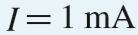 I = 1 mA